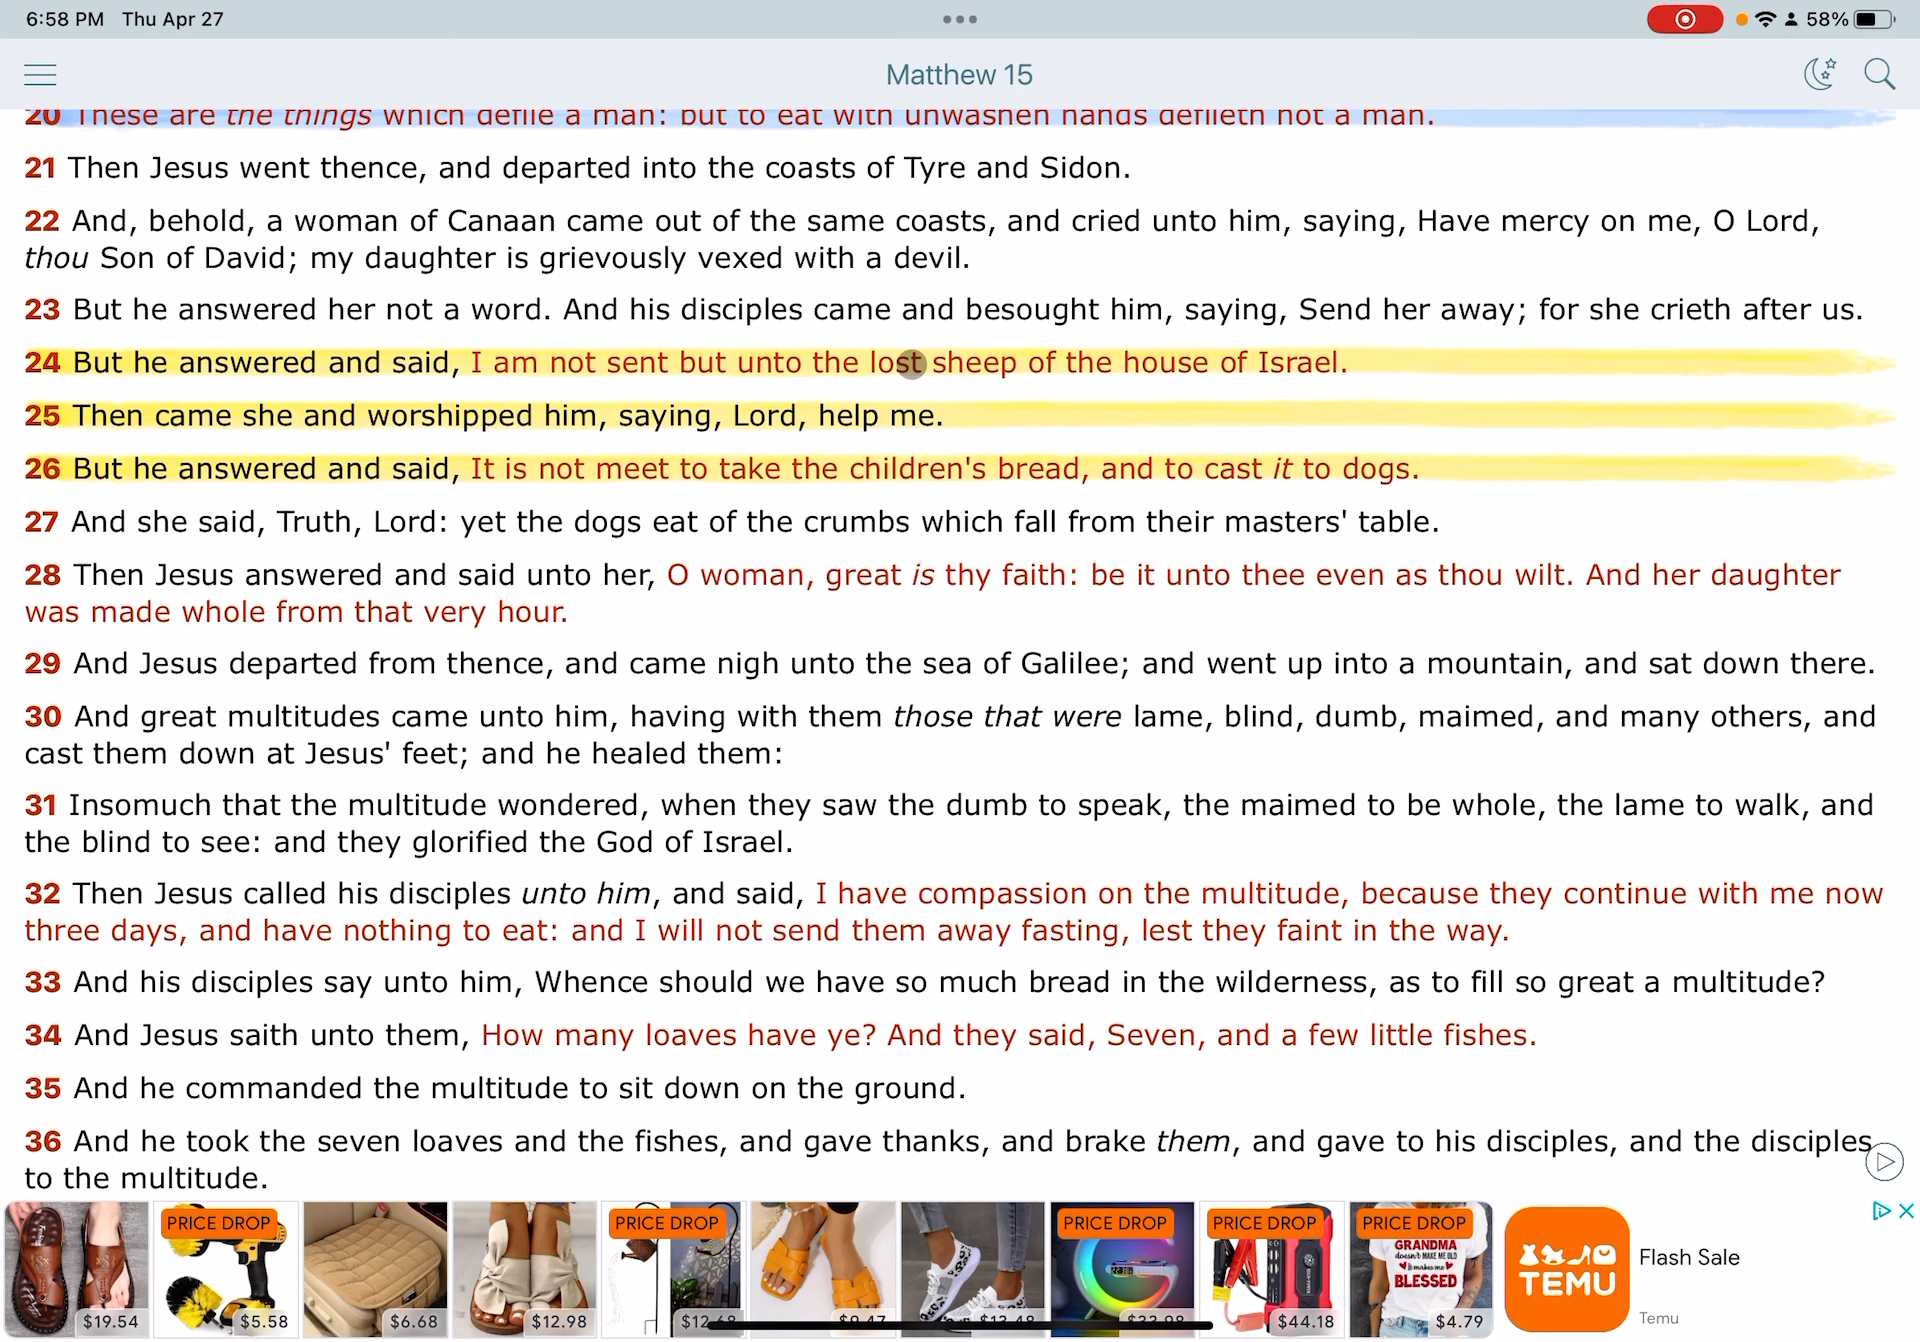 6:58 PM Thu Apr 27
58%
Matthew 15
20 These are the things which defile a man: but to eat with unwashen hands defileth not a man.
21 Then Jesus went thence, and departed into the coasts of Tyre and Sidon.
22 And, behold, a woman of Canaan came out of the same coasts, and cried unto him, saying, Have mercy on me, O Lord,
thou Son of David; my daughter is grievously vexed with a devil.
23 But he answered her not a word. And his disciples came and besought him, saying, Send her away; for she crieth after us.
24 But he answered and said, I am not sent but unto the lost sheep of the house of Israel.
25 Then came she and worshipped him, saying, Lord, help me.
26 But he answered and said, It is not meet to take the children's bread, and to cast it to dogs.
27 And she said, Truth, Lord: yet the dogs eat of the crumbs which fall from their masters' table.
28 Then Jesus answered and said unto her, O woman, great is thy faith: be it unto thee even as thou wilt. And her daughter
was made whole from that very hour.
29 And Jesus departed from thence, and came nigh unto the sea of Galilee; and went up into a mountain, and sat down there.
30 And great multitudes came unto him, having with them those that were lame, blind, dumb, maimed, and many others, and
cast them down at Jesus' feet; and he healed them:
31 Insomuch that the multitude wondered, when they saw the dumb to speak, the maimed to be whole, the lame to walk, and
the blind to see: and they glorified the God of Israel.
32 Then Jesus called his disciples unto him, and said, I have compassion on the multitude, because they continue with me now
three days, and have nothing to eat: and I will not send them away fasting, lest they faint in the way.
33 And his disciples say unto him, Whence should we have so much bread in the wilderness, as to fill so great a multitude?
34 And Jesus saith unto them, How many loaves have ye? And they said, Seven, and a few little fishes.
35 And he commanded the multitude to sit down on the ground.
36 And he took the seven loaves and the fishes, and gave thanks, and brake them, and gave to his disciples, and the disciples
to the multitude.
PRICE DROP PRICE DROP PRICE DROP PRICE DROP PRICE DROP
GRANDMA
doesn't MAKE ME OLD
It makes me
BLESSED
TEMU
Flash Sale
Temu
$19.54 $5.58 $6.68 $12.98 $12.68 $9.47 $13.48 $33.98 $44.18 $4.79